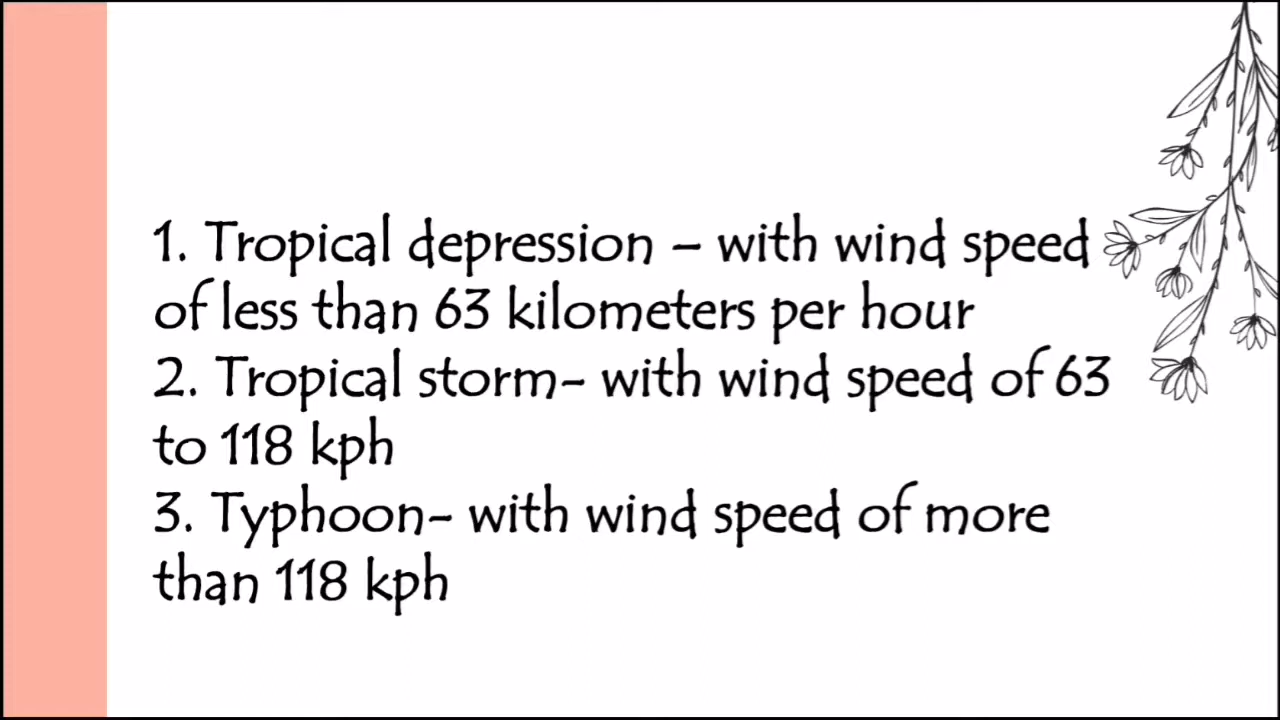 1. Tropical depression – with wind speed
of less than 63 kilometers per hour
2. Tropical storm- with wind speed of 63
to 118 kph
3. Typhoon- with wind speed of more
than 118 kph